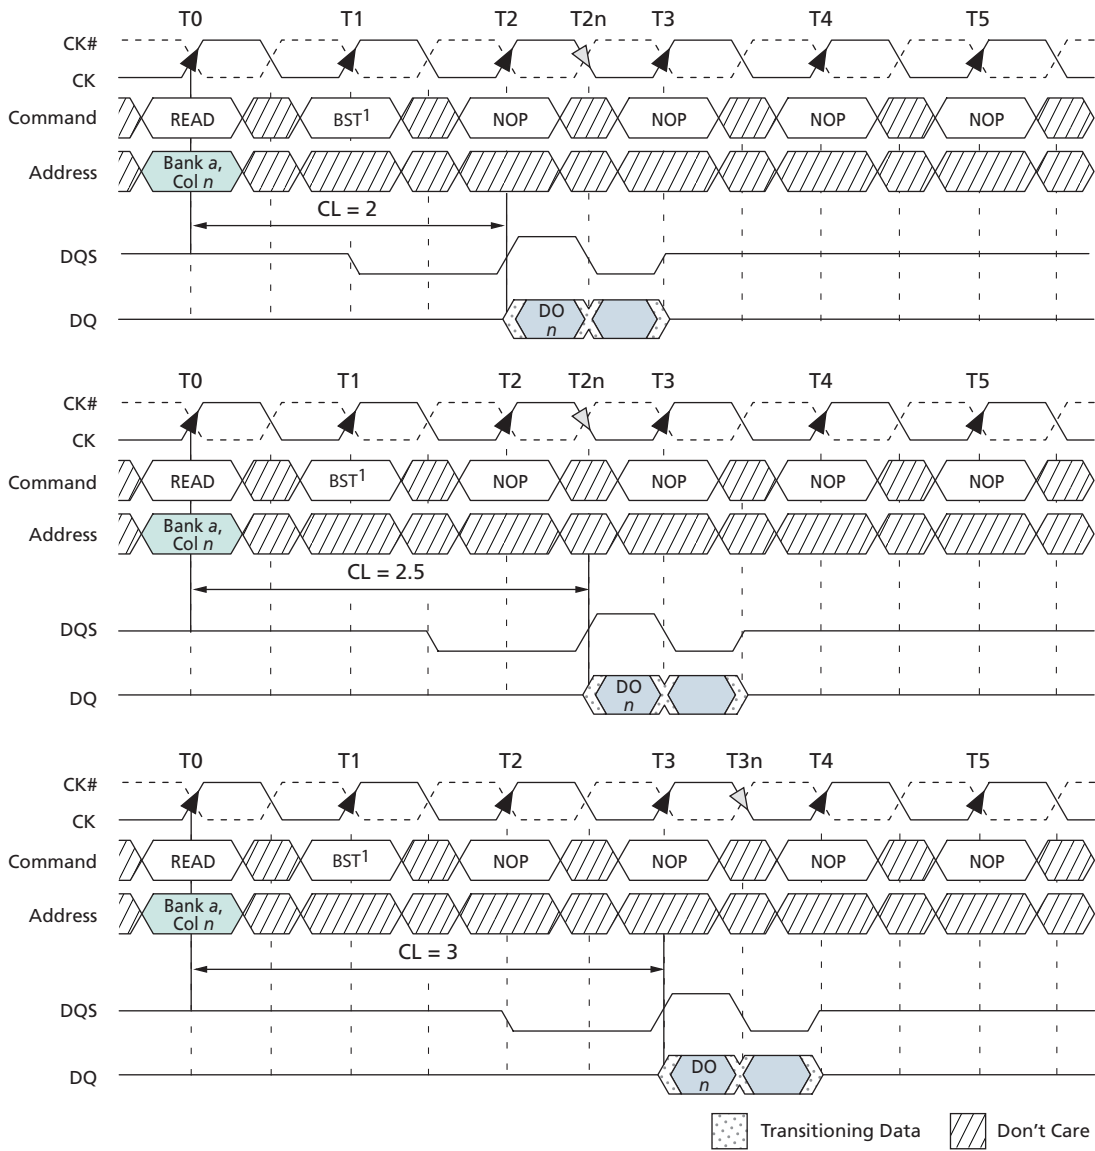 T0 T1 T2 T2n T3 T4 T5
CK#
CK
Command READ BST1 NOP NOP NOP NOP
Address Bank a,
Col n
CL = 2
DQS
DQ DO
n
T0 T1 T2 T2n T3 T4 T5
CK#
CK
Command READ BST1 NOP NOP NOP NOP
Address Bank a,
Col n
CL = 2.5
DQS
DQ DO
n
T0 T1 T2 T3 T3n T4 T5
CK#
CK
Command READ BST1 NOP NOP NOP NOP
Address Bank a,
Col n
CL = 3
DQS
DQ DO
n
Transitioning Data Don't Care